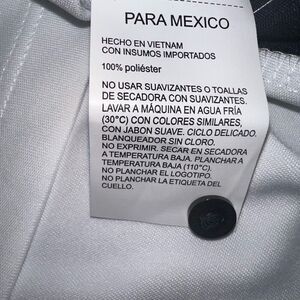 PARA MEXICO
HECHO EN VIETNAM
CON INSUMOS IMPORTADOS
100% poliéster
NO USAR SUAVIZANTES O TOALLAS
DE SECADORA CON SUAVIZANTES.
LAVAR A MÁQUINA EN AGUA FRÍA
(30°C) CON COLORES SIMILARES,
CON JABON SUAVE. CICLO DELICADO.
BLANQUEADOR SIN CLORO.
NO EXPRIMIR. SECAR EN SECADORA
A TEMPERATURA BAJA. PLANCHAR A
TEMPERATURA BAJA (110°C).
NO PLANCHAR EL LOGOTIPO.
NO PLANCHAR LA ETIQUETA DEL
CUELLO.